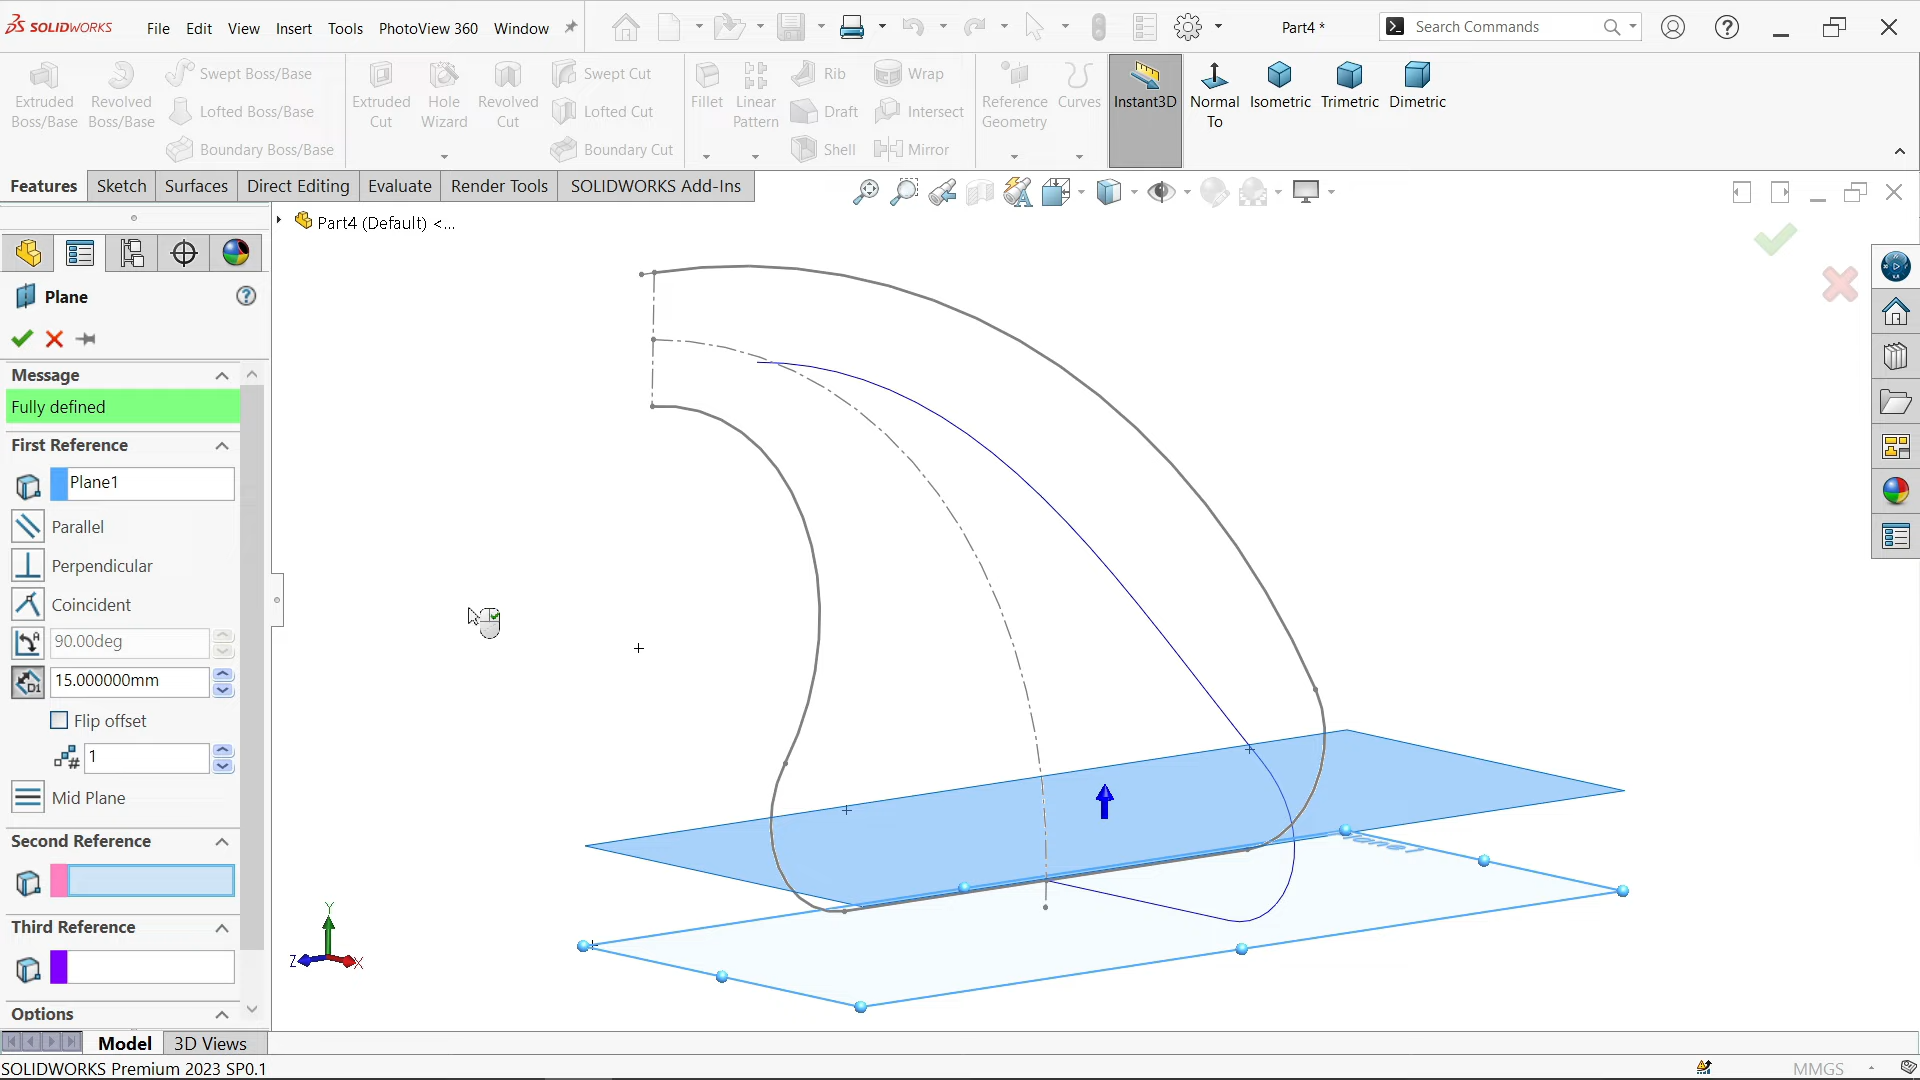 SOLIDWORKS File Edit View Insert Tools PhotoView 360 Window Part4 * Search Commands
Extruded Boss/Base
Revolved Boss/Base
Swept Boss/Base
Lofted Boss/Base
Boundary Boss/Base
Extruded Cut
Hole Wizard
Revolved Cut
Swept Cut
Lofted Cut
Boundary Cut
Fillet
Linear Pattern
Rib
Draft
Shell
Wrap
Intersect
Mirror
Reference Geometry
Curves
Instant3D
Normal To
Isometric
Trimetric
Dimetric
Features Sketch Surfaces Direct Editing Evaluate Render Tools SOLIDWORKS Add-Ins
Part4 (Default) <...
Plane
Message
Fully defined
First Reference
Plane1
Parallel
Perpendicular
Coincident
90.00deg
15.000000mm
Flip offset
1
Mid Plane
Second Reference
Third Reference
Options
Y
Z
X
Model 3D Views
SOLIDWORKS Premium 2023 SP0.1
MMGS